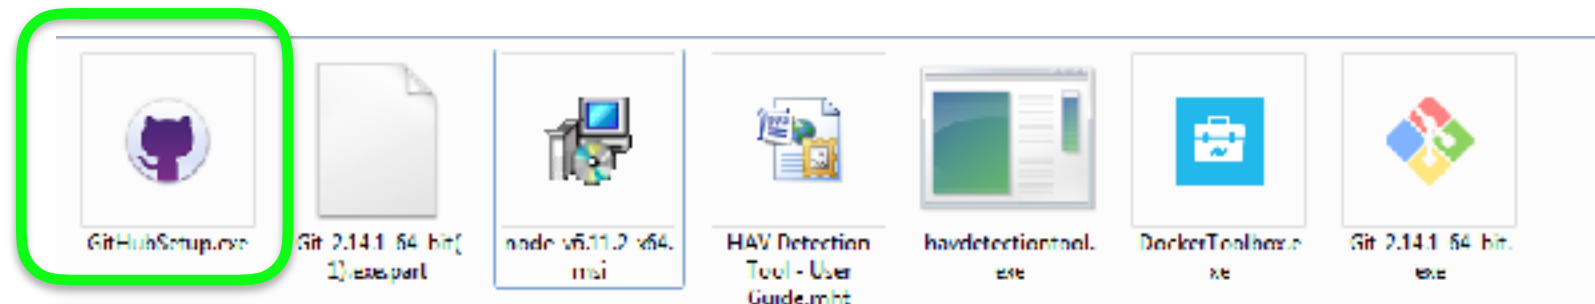 GitHubSetup.exe
Git-2.14.1-64-bit(
1).exe.part
node-v6.11.2-x64.
msi
HAV Detection
Tool - User
Guide.mht
havdetectiontool.
exe
DockerToolbox.e
xe
Git-2.14.1-64-bit.
exe